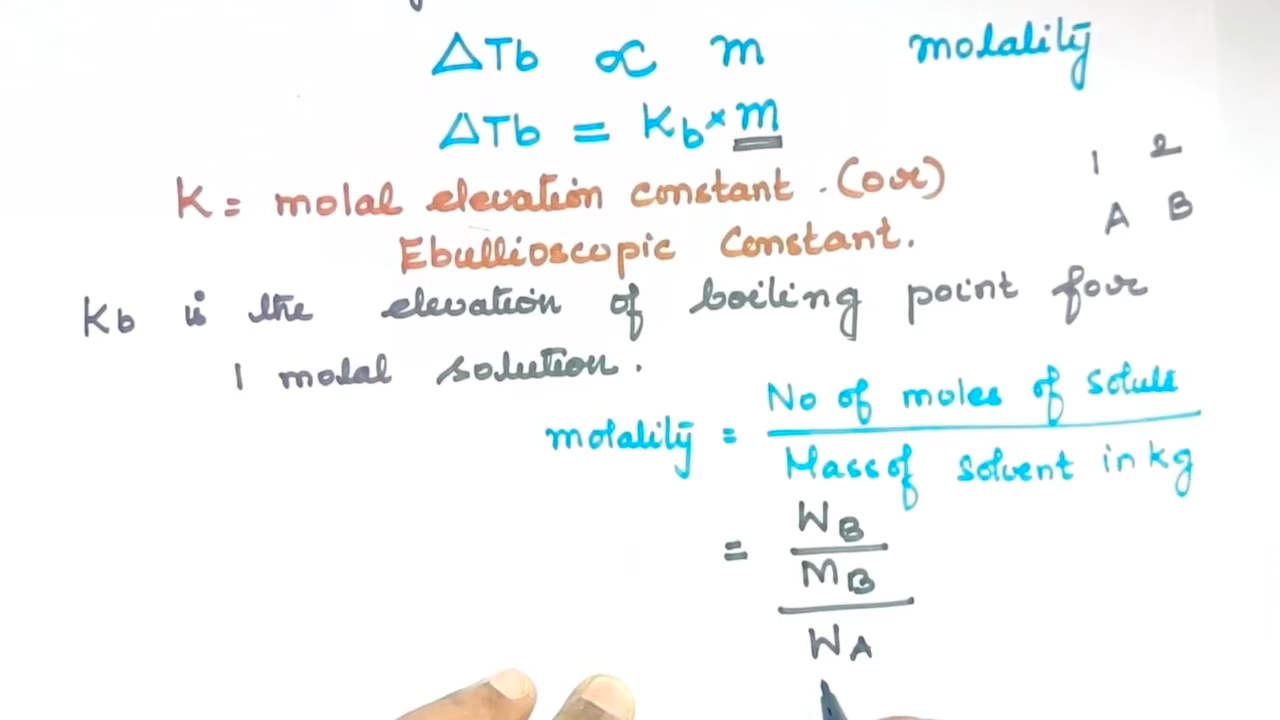 ΔTb ∝ m molality
ΔTb = Kb × m
K = molal elevation constant. (or)
Ebullioscopic Constant.
1 2
A B
Kb is the elevation of boiling point for
1 molal solution.
molality = No of moles of solute
Mass of solvent in kg
= WB
MB
WA